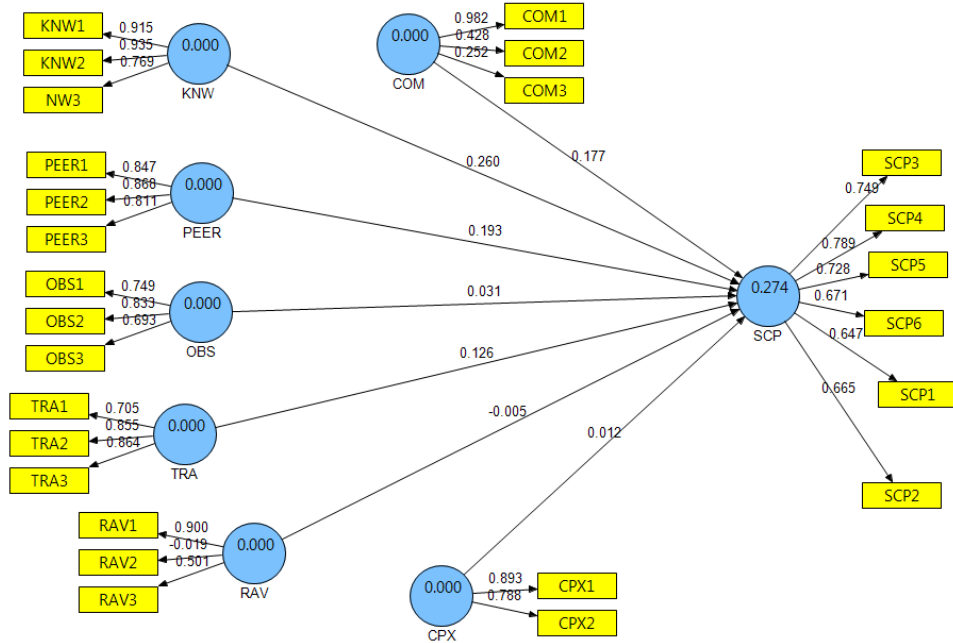 KNW1
0.915
KNW2
0.935
NW3
0.769
0.000
KNW
COM1
0.982
COM2
0.428
COM3
0.252
0.000
COM
0.260
0.177
PEER1
0.847
PEER2
0.868
PEER3
0.811
0.000
PEER
0.193
OBS1
0.749
OBS2
0.833
OBS3
0.693
0.000
OBS
0.031
TRA1
0.705
TRA2
0.855
TRA3
0.864
0.000
TRA
0.126
RAV1
0.900
RAV2
-0.019
RAV3
0.501
0.000
RAV
-0.005
CPX1
0.893
CPX2
0.788
0.000
CPX
0.012
0.274
SCP
SCP3
0.749
SCP4
0.789
SCP5
0.728
SCP6
0.671
SCP1
0.647
SCP2
0.665